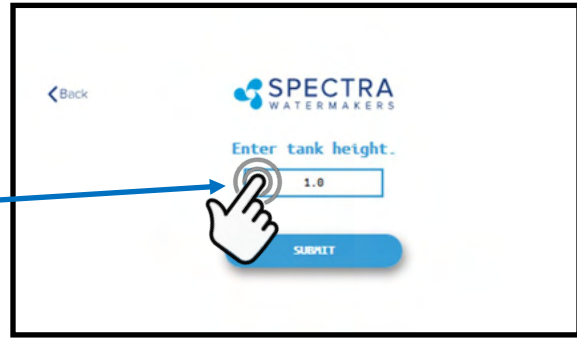 Back
SPECTRA
WATERMAKERS
Enter tank height.
1.0
SUBMIT